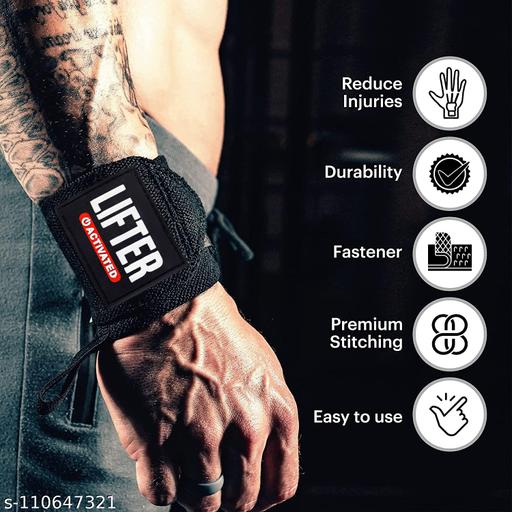 Reduce
Injuries
Durability
Fastener
Premium
Stitching
Easy to use
LIFTER
ACTIVATED
s-110647321